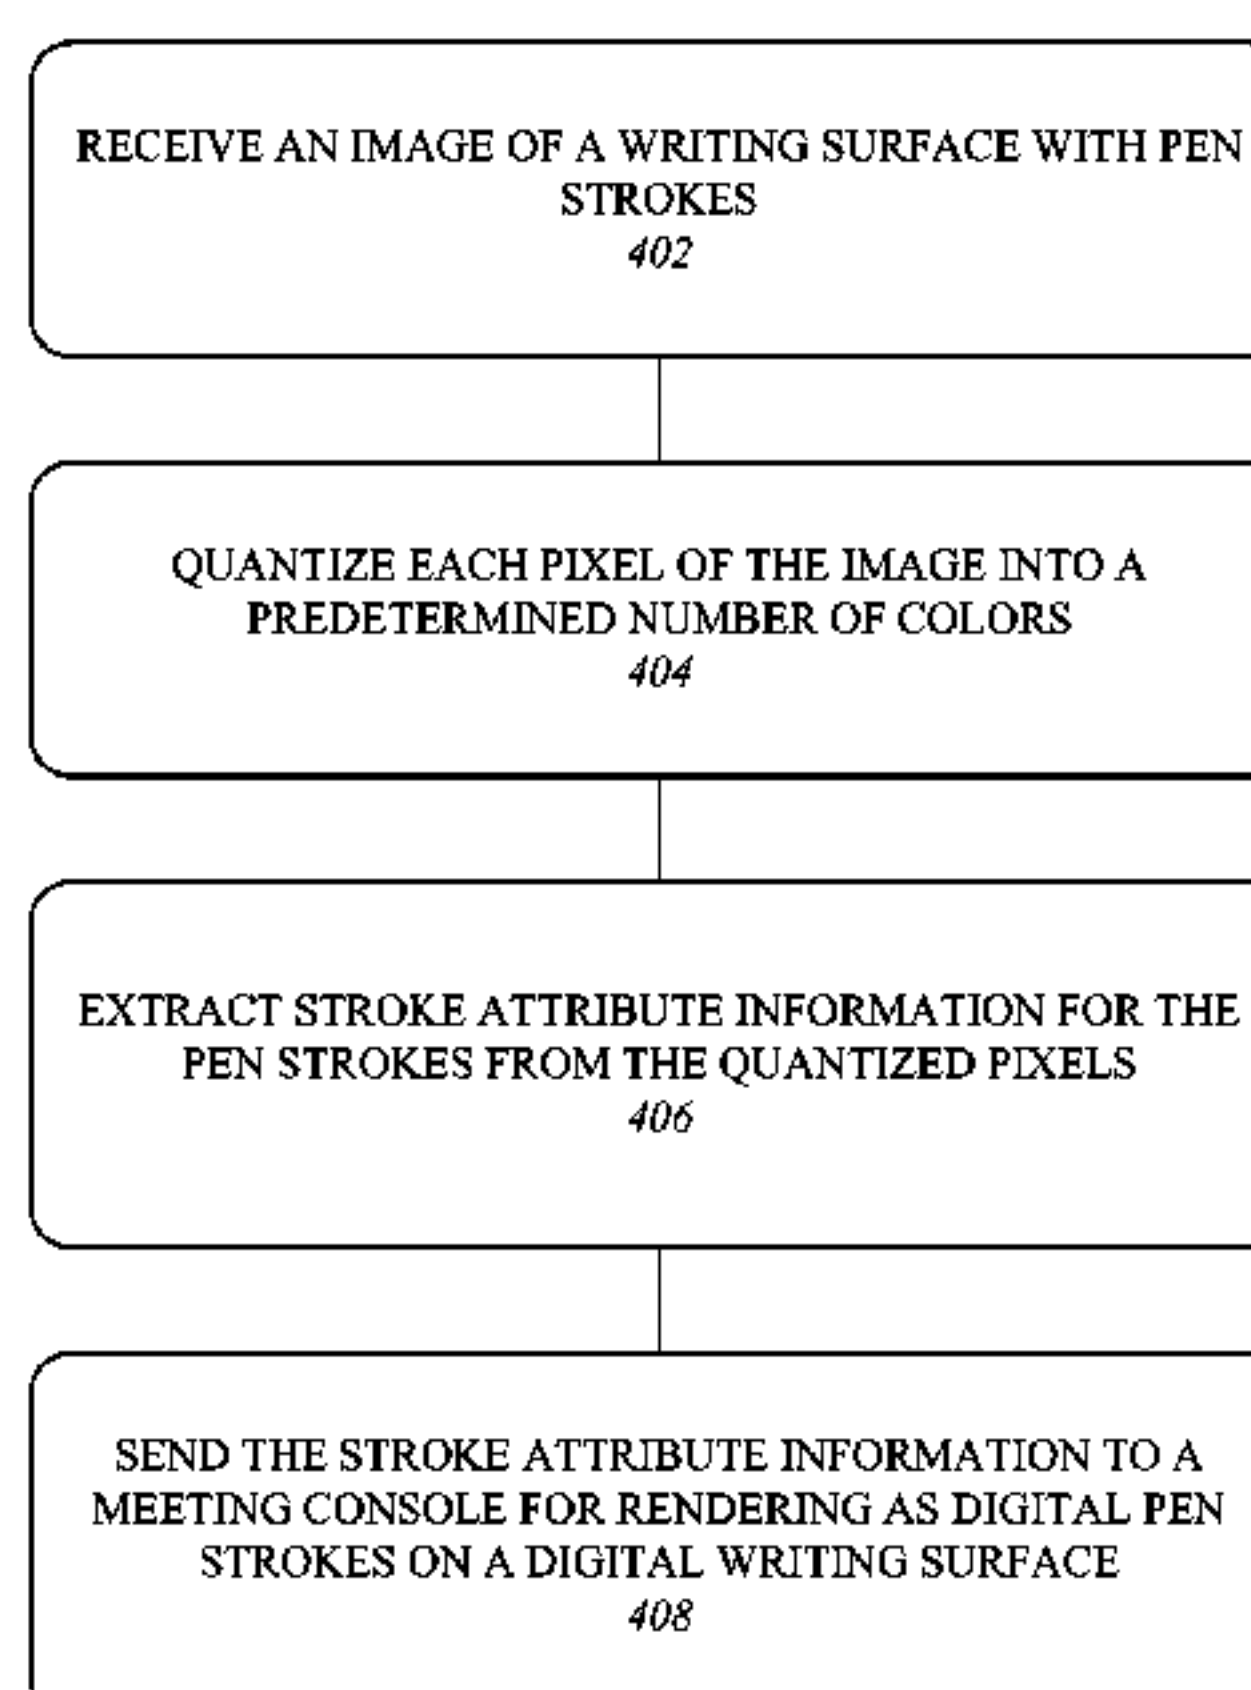 RECEIVE AN IMAGE OF A WRITING SURFACE WITH PEN
STROKES
402
QUANTIZE EACH PIXEL OF THE IMAGE INTO A
PREDETERMINED NUMBER OF COLORS
404
EXTRACT STROKE ATTRIBUTE INFORMATION FOR THE
PEN STROKES FROM THE QUANTIZED PIXELS
406
SEND THE STROKE ATTRIBUTE INFORMATION TO A
MEETING CONSOLE FOR RENDERING AS DIGITAL PEN
STROKES ON A DIGITAL WRITING SURFACE
408